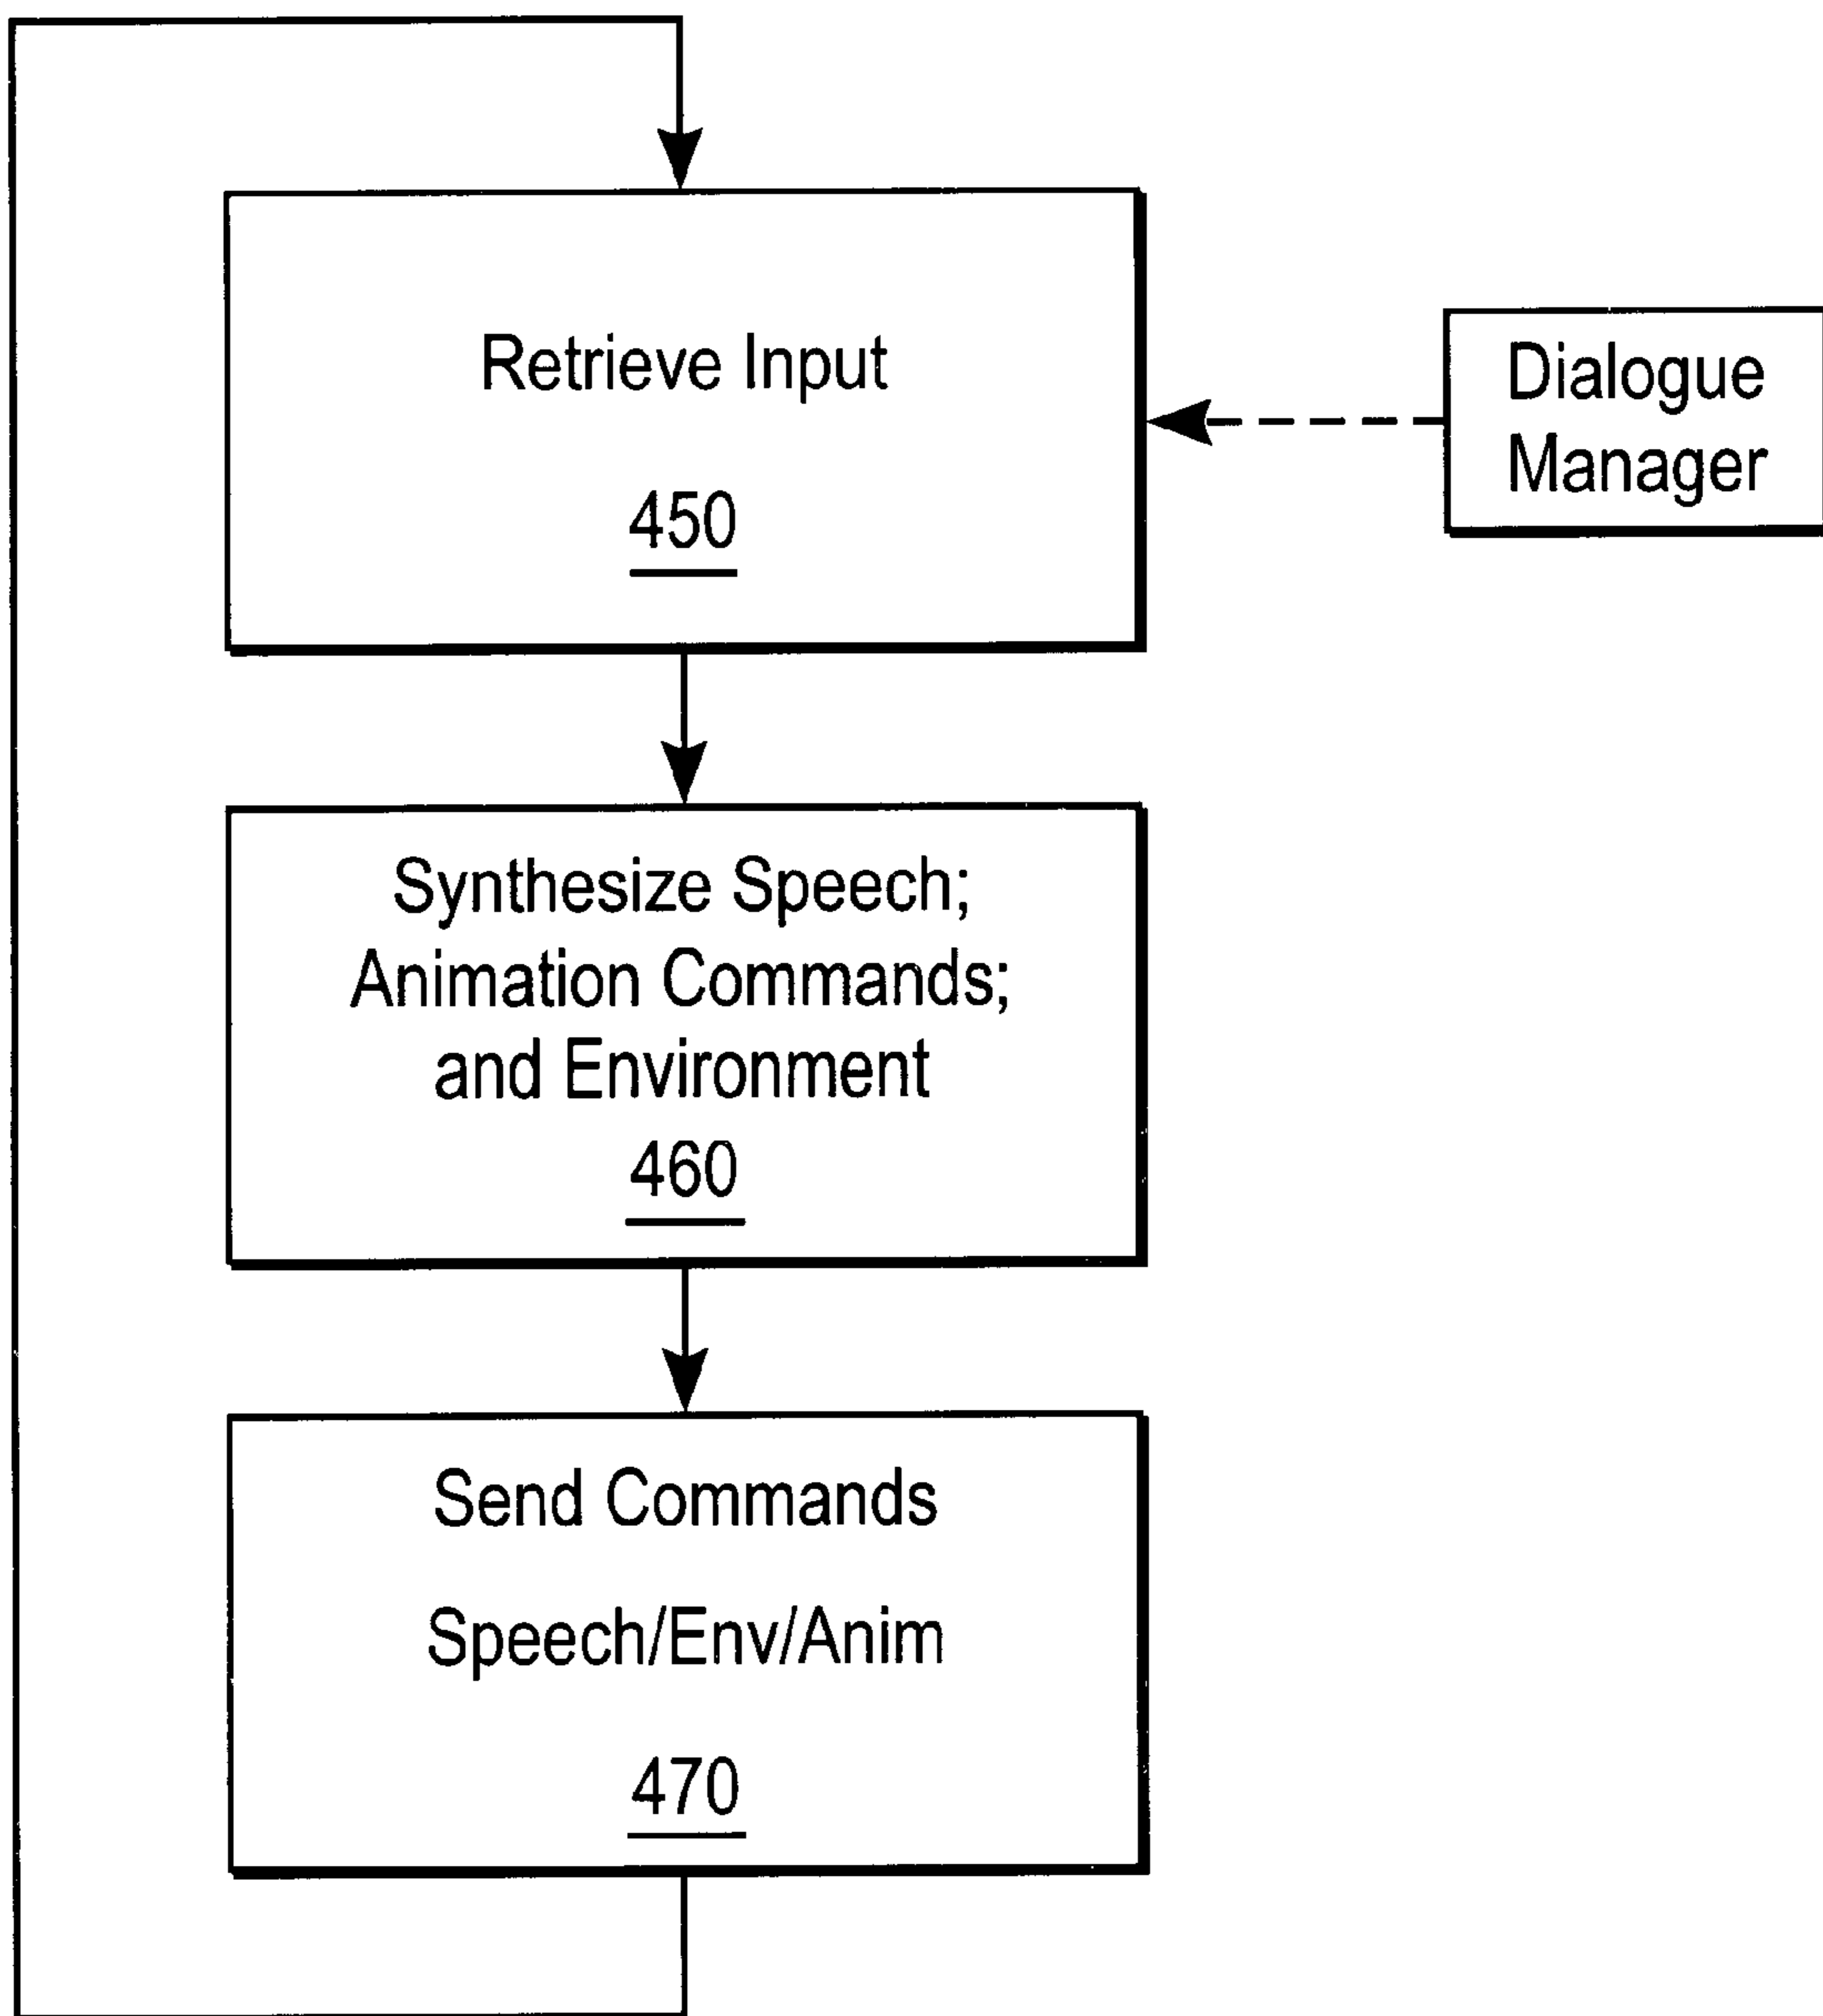 Retrieve Input
450
Dialogue
Manager
Synthesize Speech;
Animation Commands;
and Environment
460
Send Commands
Speech/Env/Anim
470